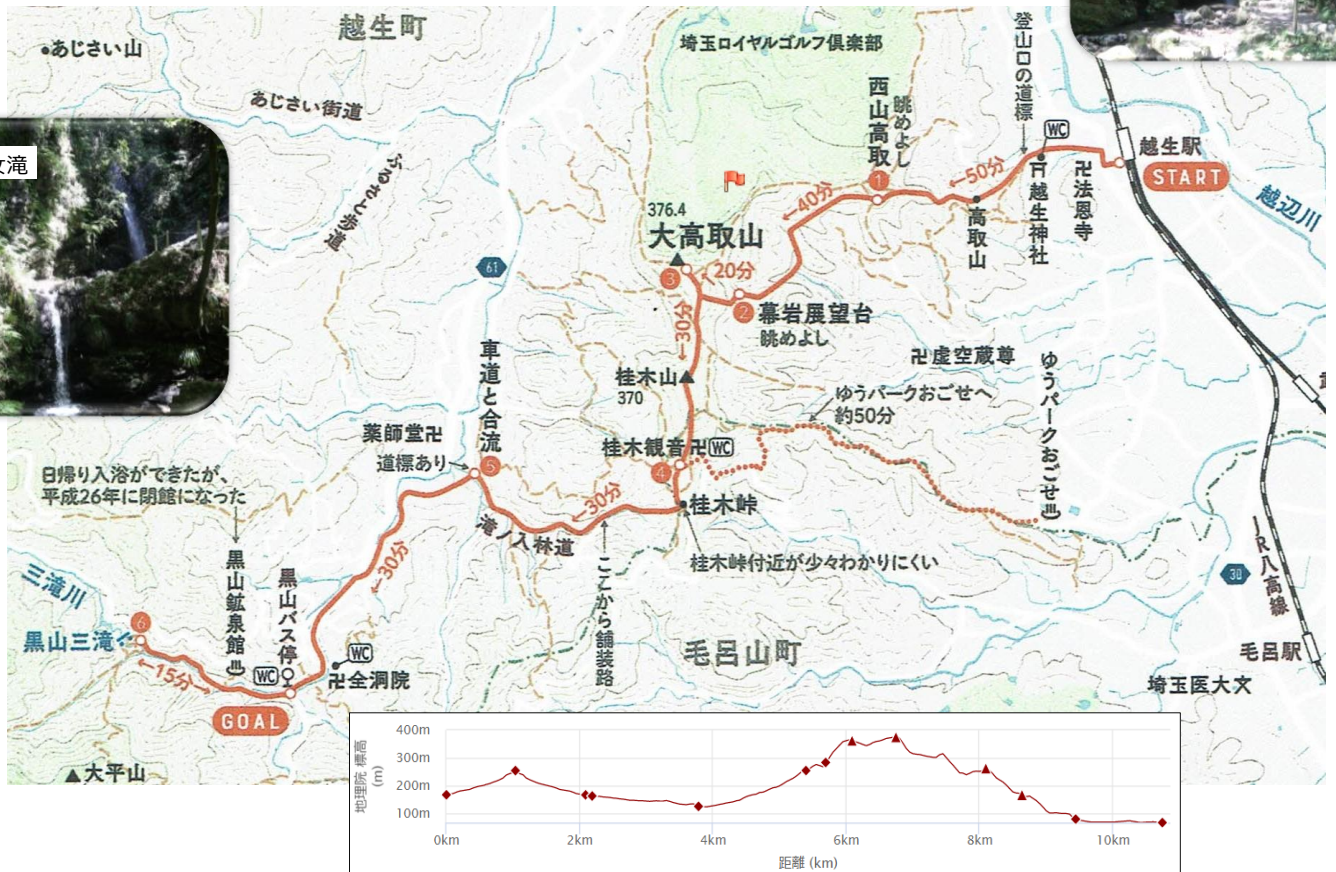 越生町
あじさい山
あじさい街道
ふるさと歩道
女滝
埼玉ロイヤルゴルフ倶楽部
登山口の道標
西山高取
眺めよし
WC
越生駅
START
卍法恩寺
越生神社
越辺川
高取山
←50分
1
←40分
376.4
大高取山
3
←20分
2
幕岩展望台
眺めよし
←30分
61
桂木山
370
卍虚空蔵尊
ゆうパークおごせへ
約50分
ゆうパークおごせ
車道と合流
薬師堂卍
道標あり→
5
桂木観音卍
WC
4
桂木峠
←30分
滝ノ入林道
桂木峠付近が少々わかりにくい
ここから舗装路
日帰り入浴ができたが、
平成26年に閉館になった
黒山鉱泉館
黒山バス停
←30分
三滝川
6
黒山三滝
←15分→
WC
WC
卍全洞院
GOAL
大平山
毛呂山町
30
JR八高線
毛呂駅
埼玉医大文
400m
300m
200m
100m
地理院 標高
(m)
0km
2km
4km
6km
8km
10km
距離 (km)